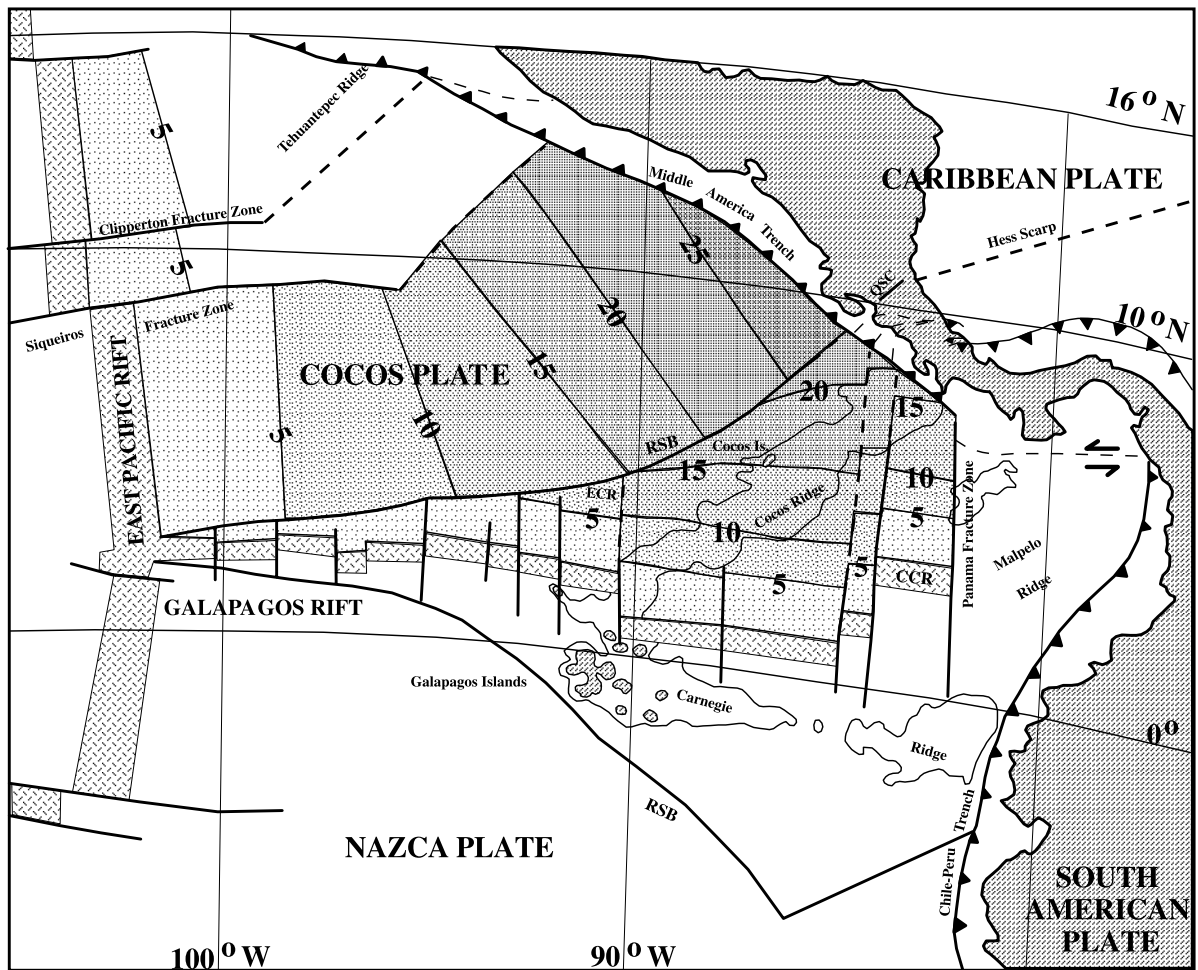 16° N
Tehuantepec Ridge
5
Middle America Trench
CARIBBEAN PLATE
Clipperton Fracture Zone
Hess Scarp
25
5
QSC
Siqueiros Fracture Zone
20
10° N
EAST PACIFIC RIFT
COCOS PLATE
15
20
15
5
10
RSB
Cocos Is.
15
10
ECR
5
Cocos Ridge
5
10
Panama Fracture Zone
Malpelo Ridge
5
5
CCR
GALAPAGOS RIFT
Galapagos Islands
Carnegie Ridge
0°
RSB
Chile-Peru Trench
NAZCA PLATE
SOUTH
AMERICAN
PLATE
100° W
90° W